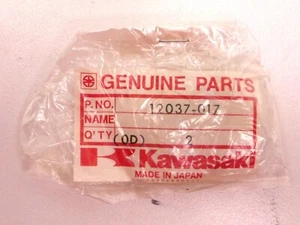 GENUINE PARTS
P.NO. 12037-017
NAME
Q'TY (OD) 2
Kawasaki
MADE IN JAPAN